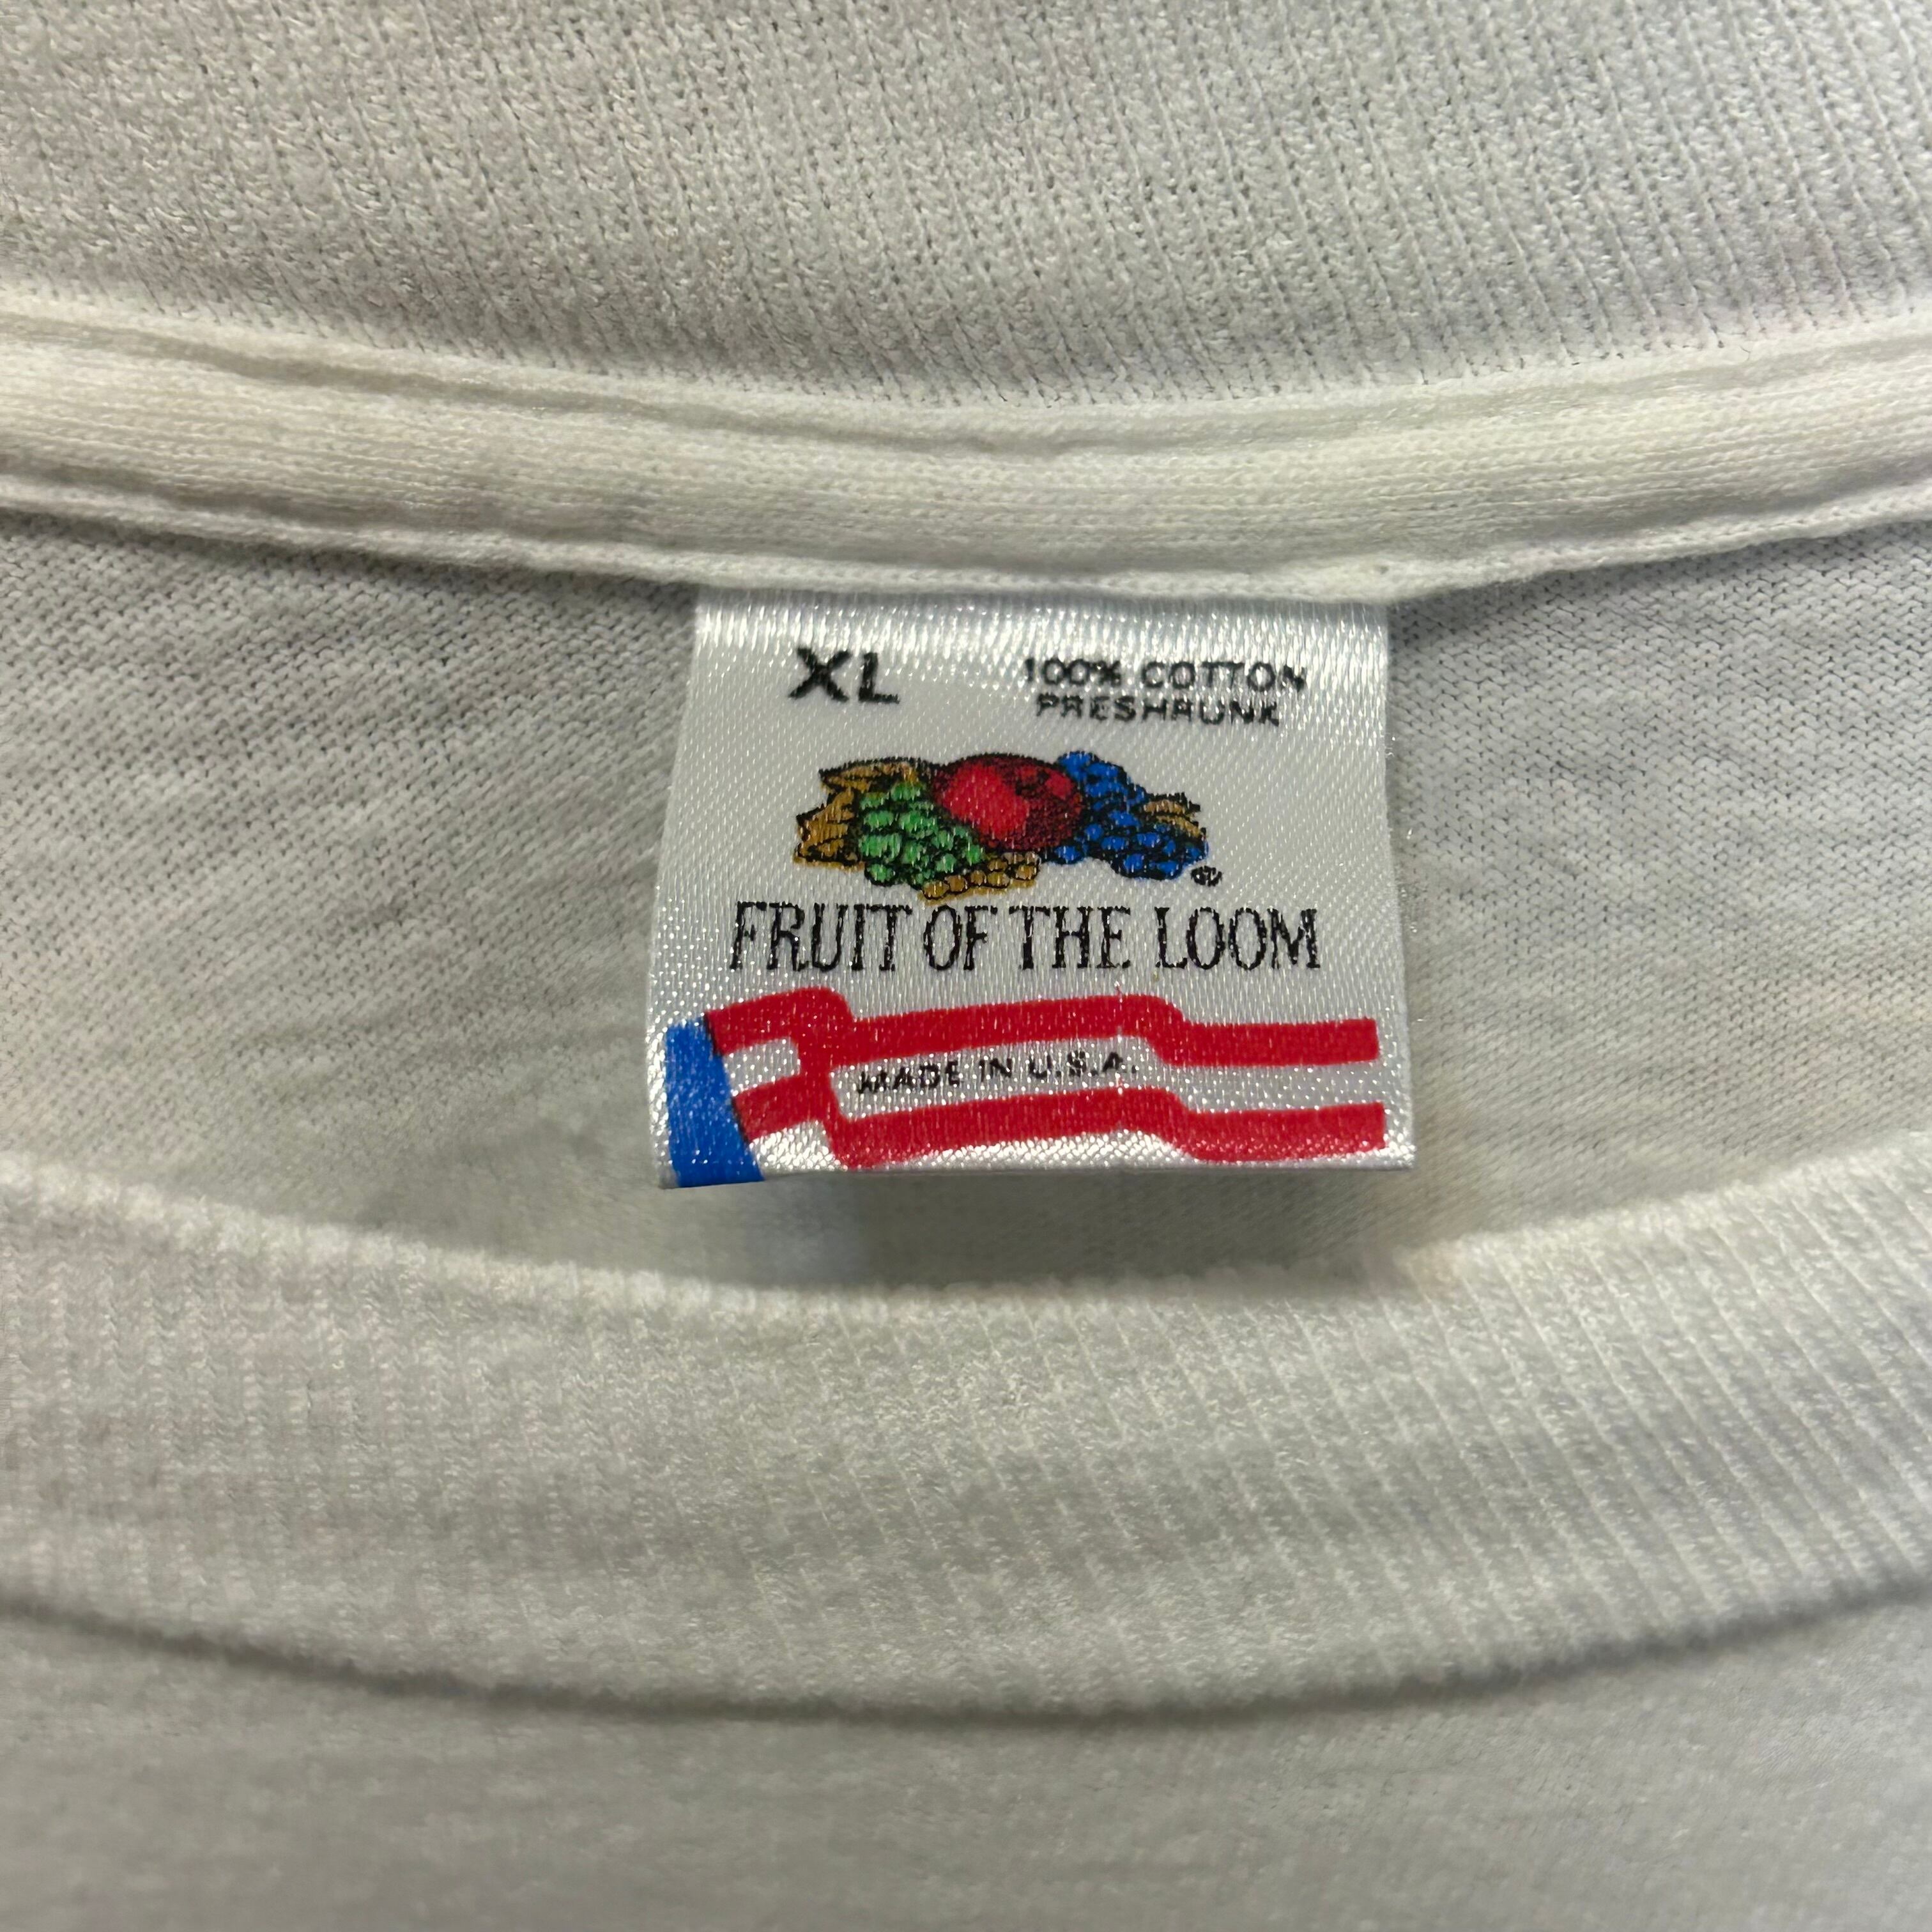 XL
100% COTTON
PRESHRUNK
FRUIT OF THE LOOM
MADE IN U.S.A.